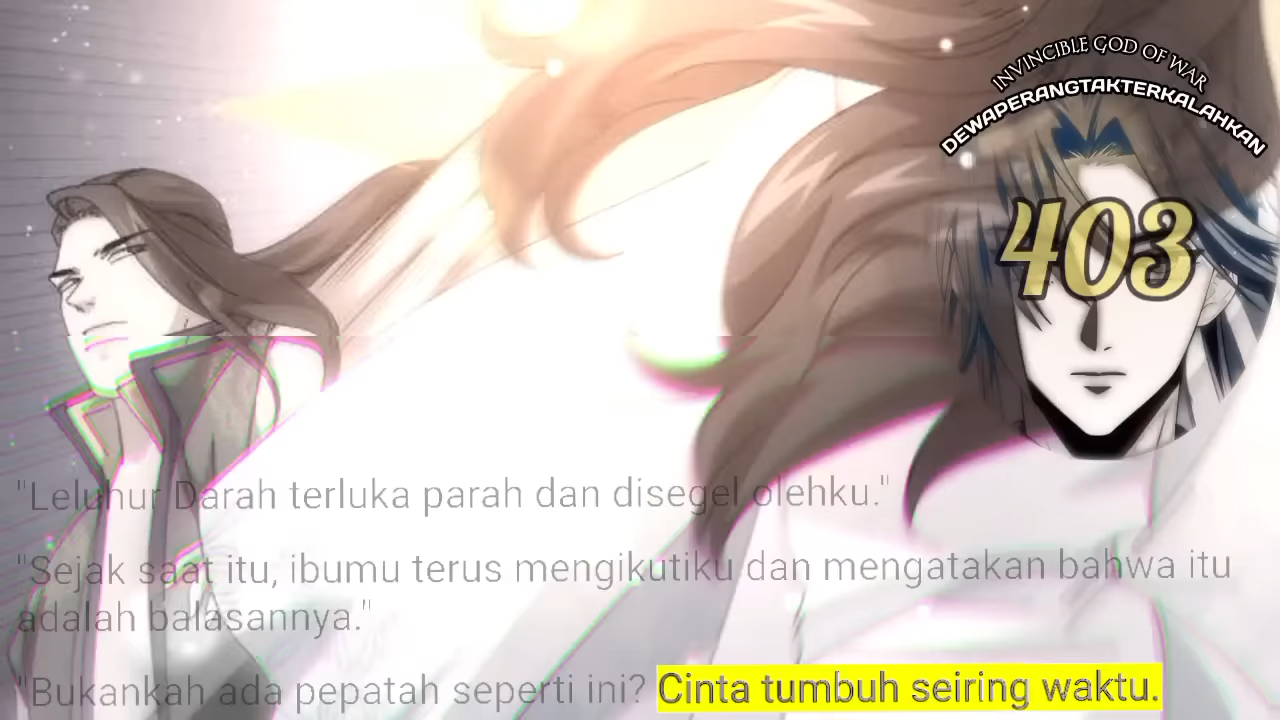 INVINCIBLE GOD OF WAR
DEWAPERANGTAKTERKALAHKAN
403
"Leluhur Darah terluka parah dan disegel olehku."
"Sejak saat itu, ibumu terus mengikutiku dan mengatakan bahwa itu
adalah balasannya."
"Bukankah ada pepatah seperti ini? Cinta tumbuh seiring waktu.